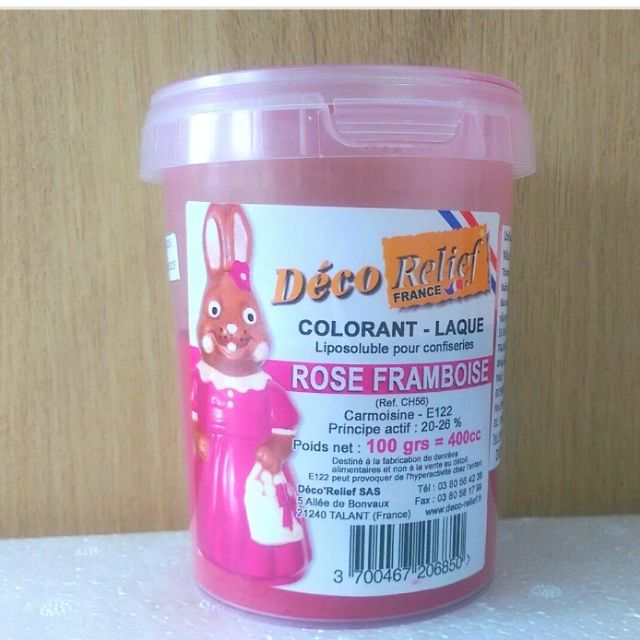 Déco Relief
FRANCE
COLORANT - LAQUE
Liposoluble pour confiseries
ROSE FRAMBOISE
(Ref. CH56)
Carmoisine - E122
Principe actif : 20-26 %
Poids net : 100 grs = 400cc
Destiné à la fabrication de denrées
alimentaires et non à la vente au détail
E122 peut provoquer de l'hyperactivité chez l'enfant
Déco'Relief SAS
Tél : 03 80 56 42 38
5 Allée de Bonvaux
Fax : 03 80 58 17 98
21240 TALANT (France)
www.deco-relief.fr
3 700467 206850